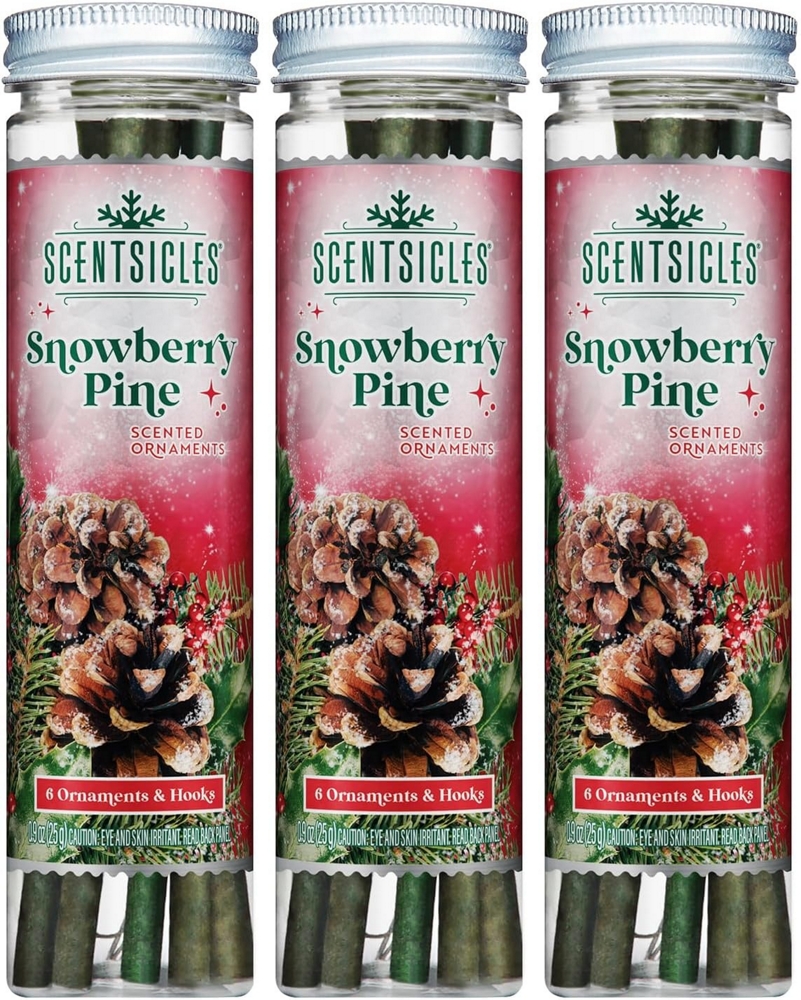 SCENTSICLES®
Snowberry
Pine
SCENTED
ORNAMENTS
6 Ornaments & Hooks
0.9 oz (25 g) CAUTION: EYE AND SKIN IRRITANT. READ BACK PANEL
SCENTSICLES®
Snowberry
Pine
SCENTED
ORNAMENTS
6 Ornaments & Hooks
0.9 oz (25 g) CAUTION: EYE AND SKIN IRRITANT. READ BACK PANEL
SCENTSICLES®
Snowberry
Pine
SCENTED
ORNAMENTS
6 Ornaments & Hooks
0.9 oz (25 g) CAUTION: EYE AND SKIN IRRITANT. READ BACK PANEL